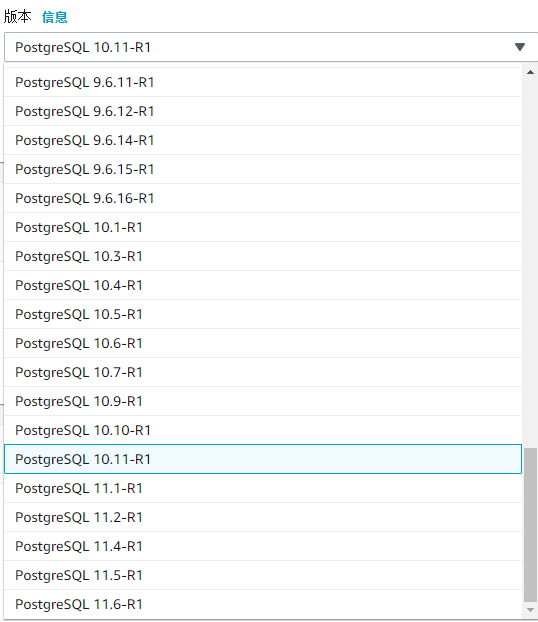 版本 信息
PostgreSQL 10.11-R1
PostgreSQL 9.6.11-R1
PostgreSQL 9.6.12-R1
PostgreSQL 9.6.14-R1
PostgreSQL 9.6.15-R1
PostgreSQL 9.6.16-R1
PostgreSQL 10.1-R1
PostgreSQL 10.3-R1
PostgreSQL 10.4-R1
PostgreSQL 10.5-R1
PostgreSQL 10.6-R1
PostgreSQL 10.7-R1
PostgreSQL 10.9-R1
PostgreSQL 10.10-R1
PostgreSQL 10.11-R1
PostgreSQL 11.1-R1
PostgreSQL 11.2-R1
PostgreSQL 11.4-R1
PostgreSQL 11.5-R1
PostgreSQL 11.6-R1